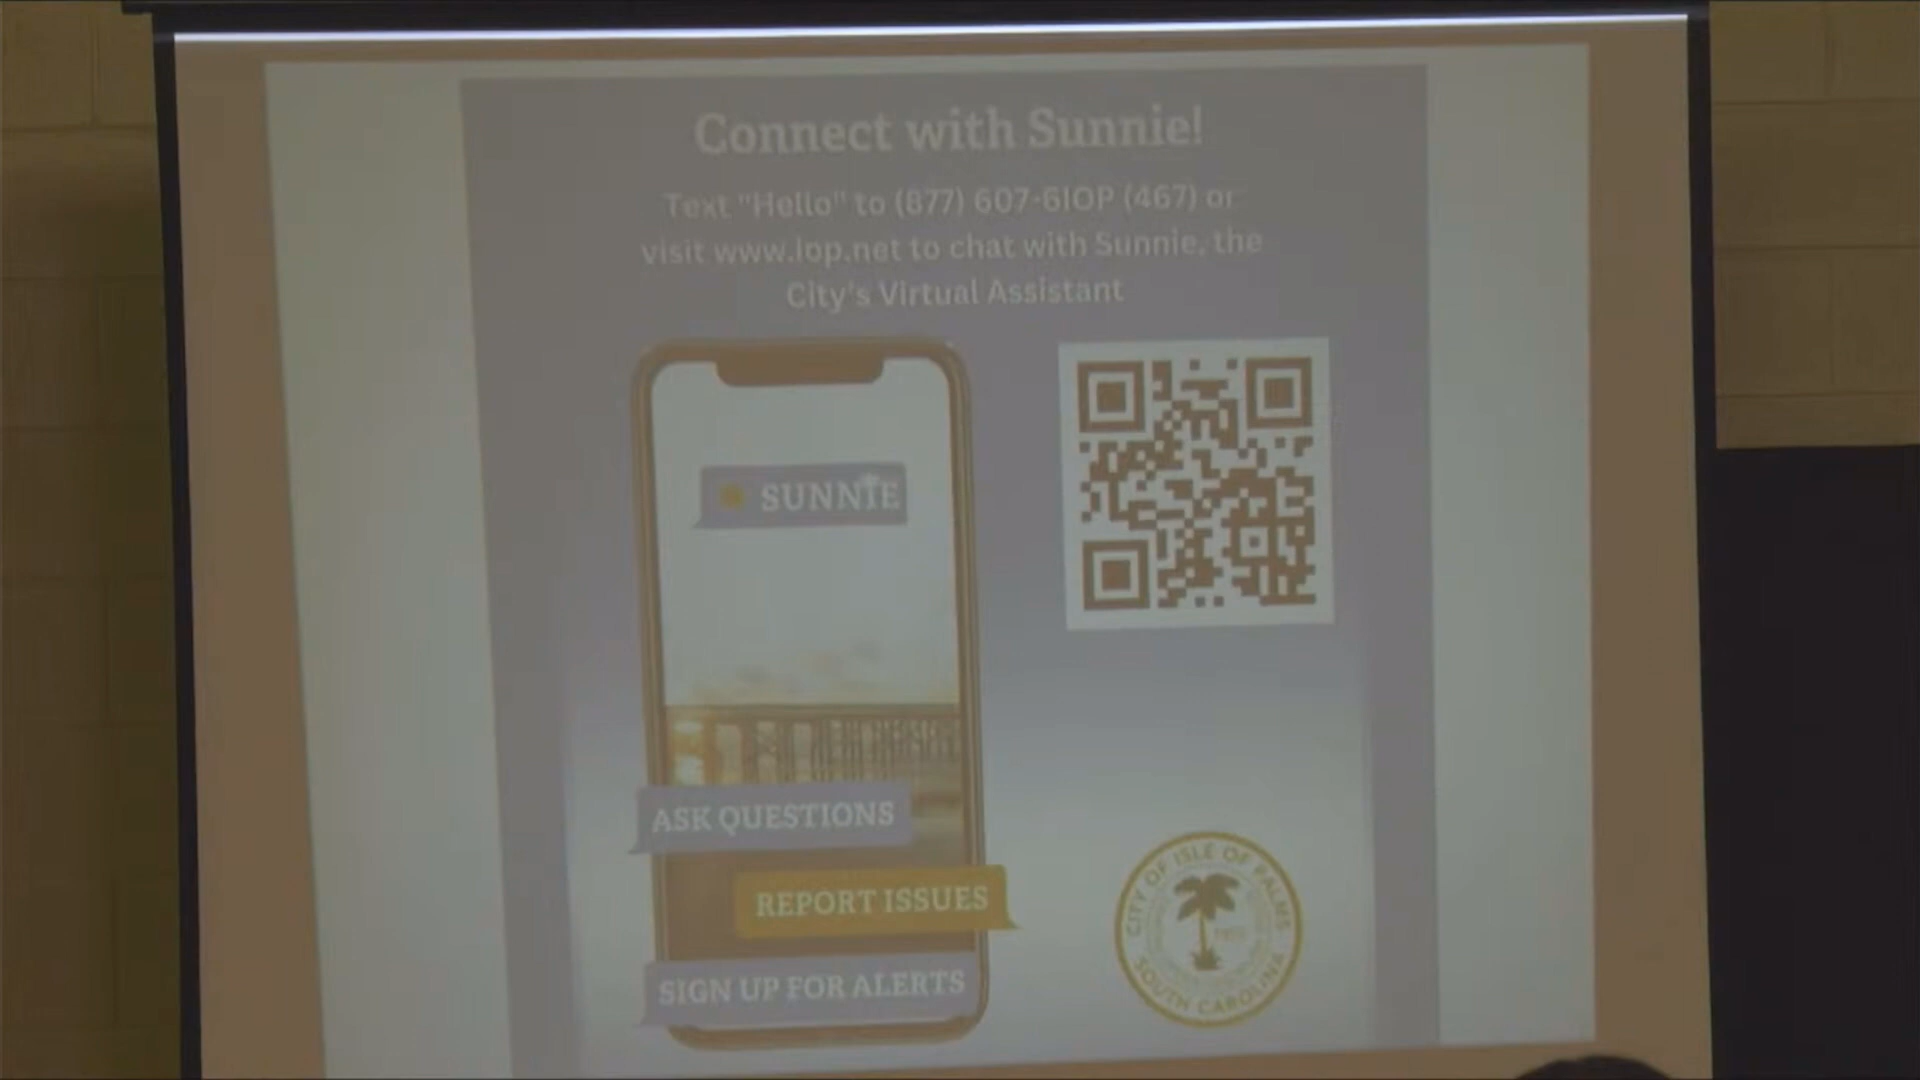 Connect with Sunnie!
Text "Hello" to (877) 607-6IOP (467) or
visit www.iop.net to chat with Sunnie, the
City's Virtual Assistant
SUNNIE
ASK QUESTIONS
REPORT ISSUES
SIGN UP FOR ALERTS
CITY OF ISLE OF PALMS
SOUTH CAROLINA